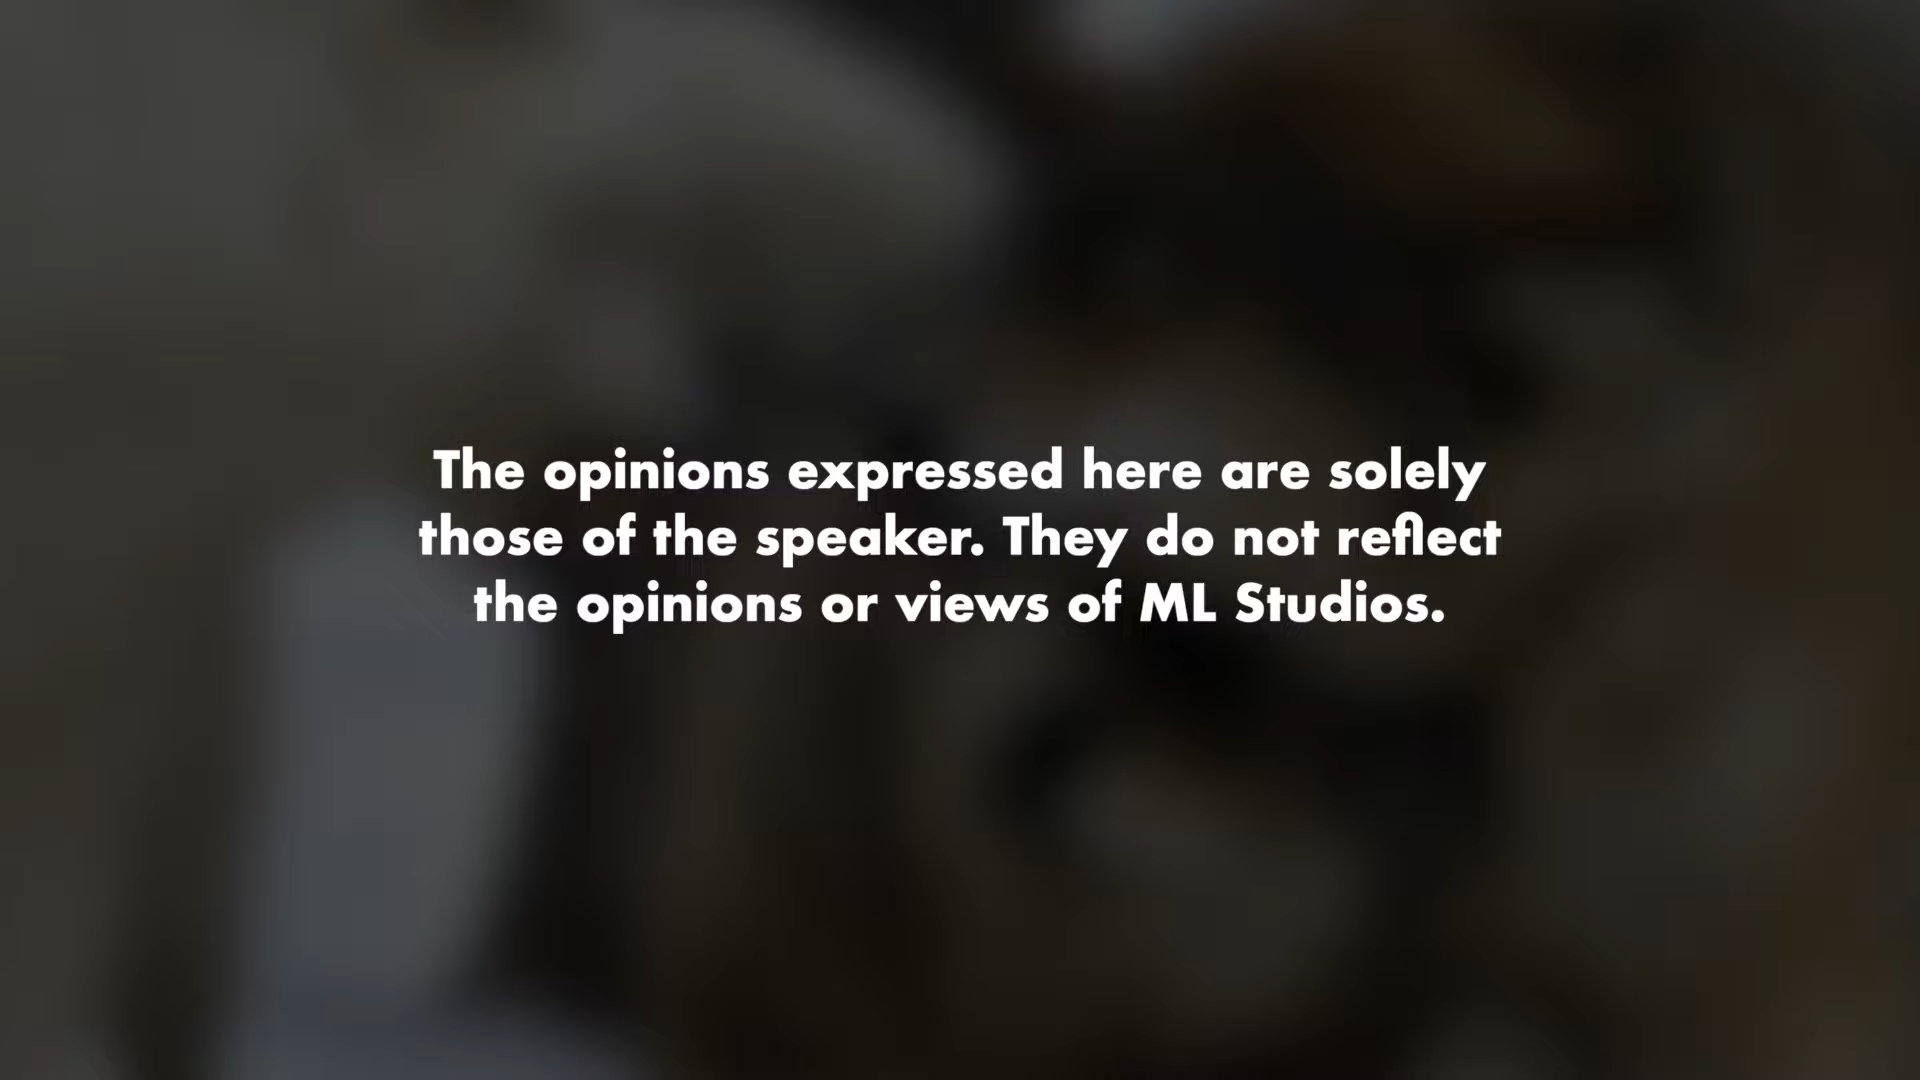 The opinions expressed here are solely
those of the speaker. They do not reflect
the opinions or views of ML Studios.